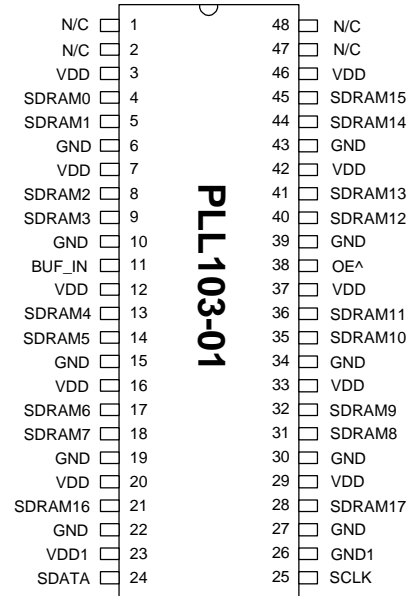 N/C 1 48 N/C
N/C 2 47 N/C
VDD 3 46 VDD
SDRAM0 4 45 SDRAM15
SDRAM1 5 44 SDRAM14
GND 6 43 GND
VDD 7 42 VDD
SDRAM2 8 41 SDRAM13
SDRAM3 9 40 SDRAM12
GND 10 39 GND
BUF_IN 11 38 OE^
VDD 12 37 VDD
SDRAM4 13 36 SDRAM11
SDRAM5 14 35 SDRAM10
GND 15 34 GND
VDD 16 33 VDD
SDRAM6 17 32 SDRAM9
SDRAM7 18 31 SDRAM8
GND 19 30 GND
VDD 20 29 VDD
SDRAM16 21 28 SDRAM17
GND 22 27 GND
VDD1 23 26 GND1
SDATA 24 25 SCLK
PLL103-01